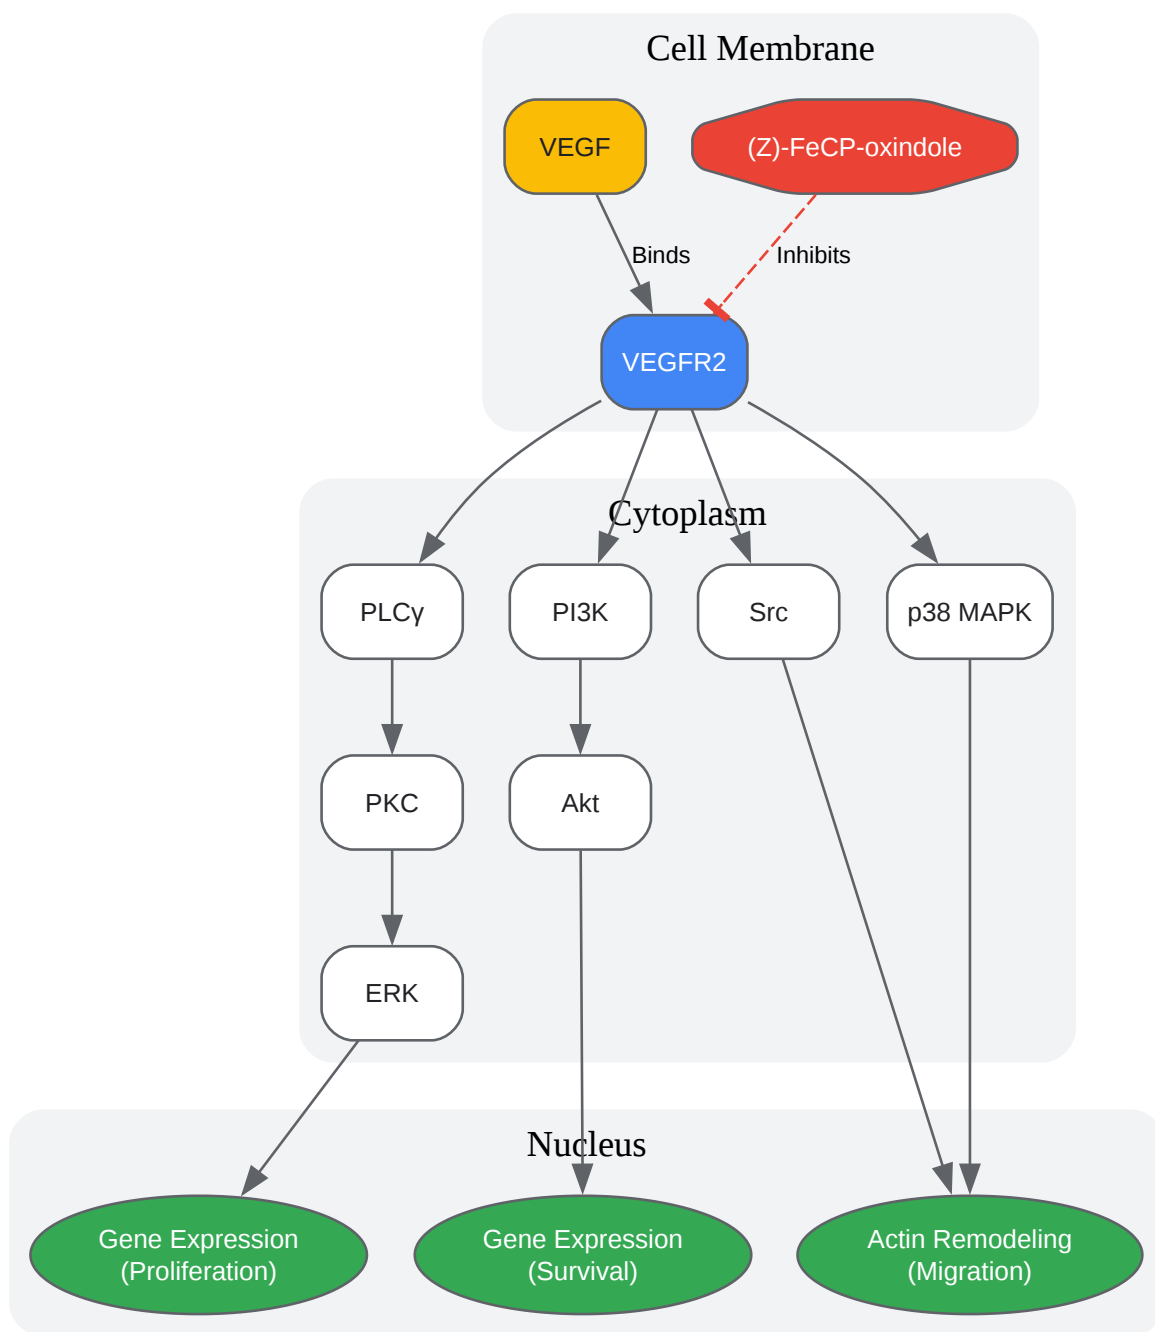 Cell Membrane
VEGF
(Z)-FeCP-oxindole
Binds
Inhibits
VEGFR2
Cytoplasm
PLCγ
PI3K
Src
p38 MAPK
PKC
Akt
ERK
Nucleus
Gene Expression
(Proliferation)
Gene Expression
(Survival)
Actin Remodeling
(Migration)